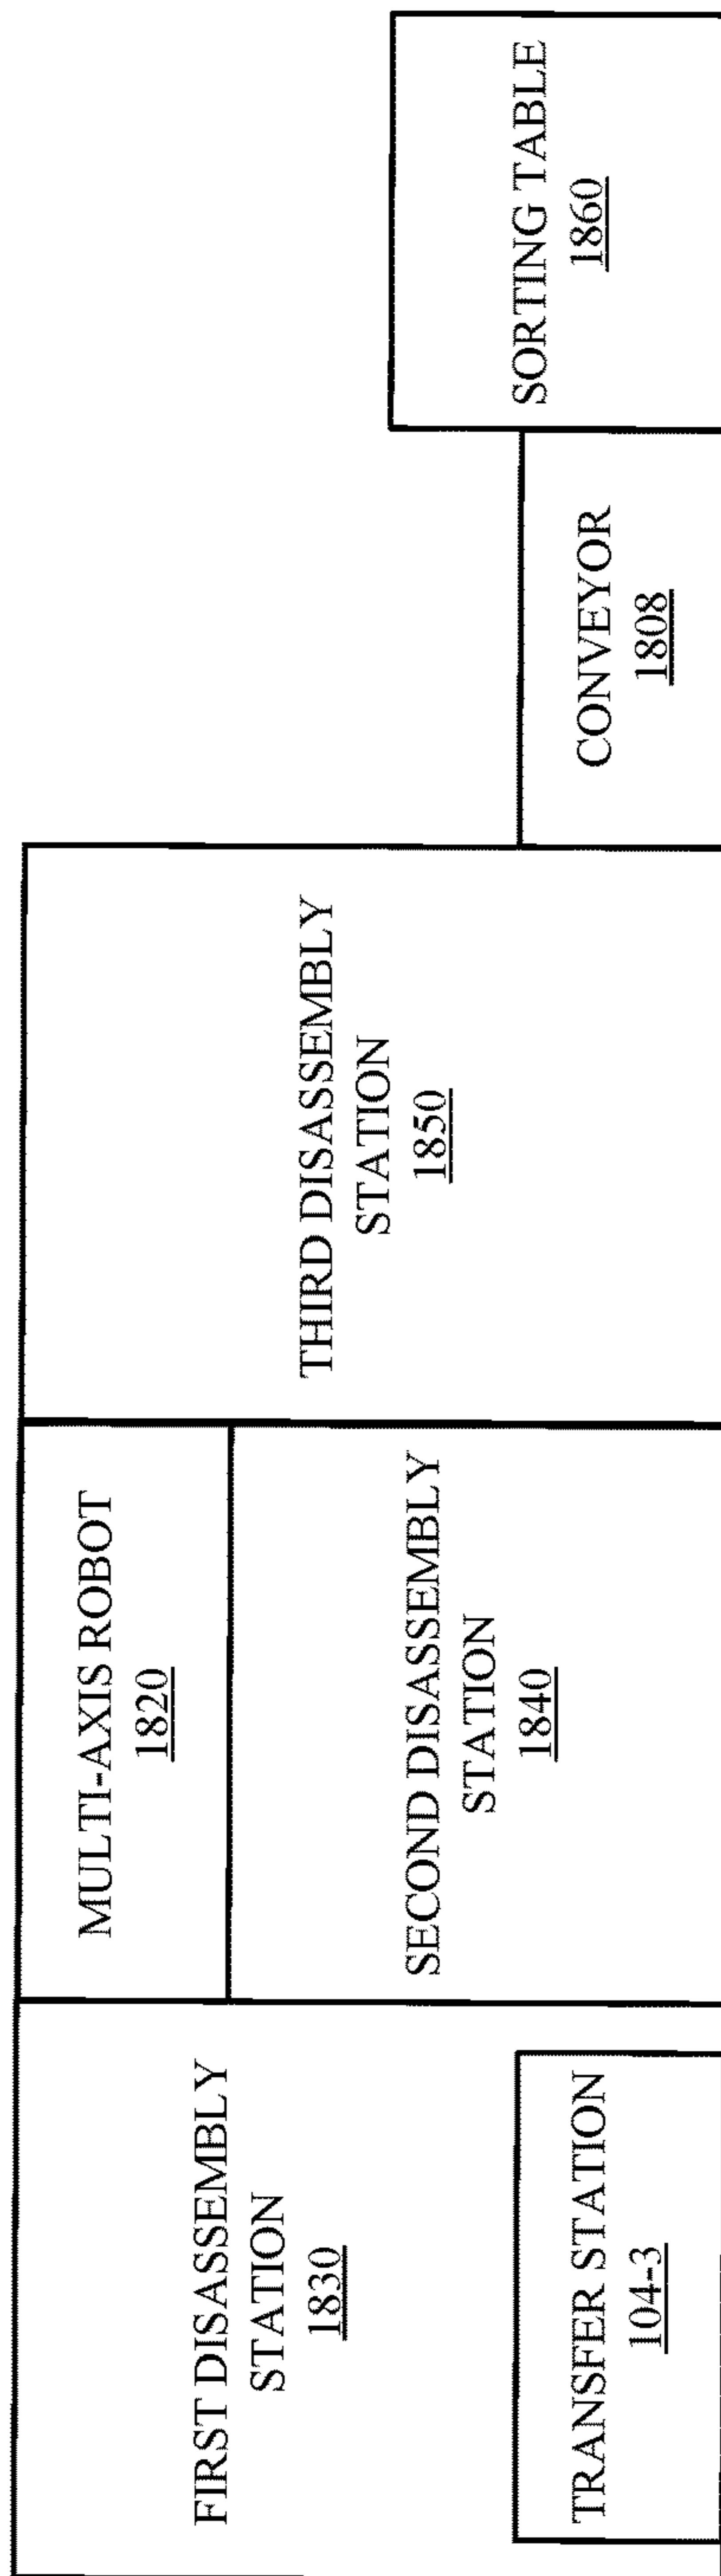 FIRST DISASSEMBLY
STATION
1830
TRANSFER STATION
104-3
MULTI-AXIS ROBOT
1820
SECOND DISASSEMBLY
STATION
1840
THIRD DISASSEMBLY
STATION
1850
CONVEYOR
1808
SORTING TABLE
1860